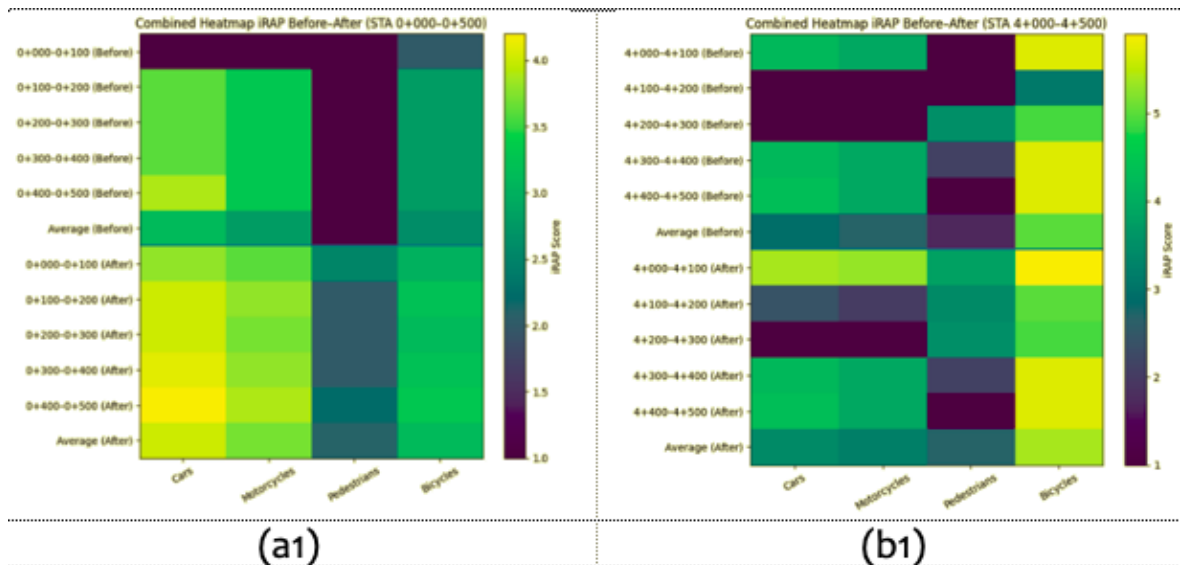 Combined Heatmap iRAP Before–After (STA 0+000–0+500)
0+000–0+100 (Before)
0+100–0+200 (Before)
0+200–0+300 (Before)
0+300–0+400 (Before)
0+400–0+500 (Before)
Average (Before)
0+000–0+100 (After)
0+100–0+200 (After)
0+200–0+300 (After)
0+300–0+400 (After)
0+400–0+500 (After)
Average (After)
Cars Motorcycles Pedestrians Bicycles
4.0
3.5
3.0
2.5
2.0
1.5
1.0
iRAP Score
(a1)
Combined Heatmap iRAP Before–After (STA 4+000–4+500)
4+000–4+100 (Before)
4+100–4+200 (Before)
4+200–4+300 (Before)
4+300–4+400 (Before)
4+400–4+500 (Before)
Average (Before)
4+000–4+100 (After)
4+100–4+200 (After)
4+200–4+300 (After)
4+300–4+400 (After)
4+400–4+500 (After)
Average (After)
Cars Motorcycles Pedestrians Bicycles
5
4
3
2
1
iRAP Score
(b1)